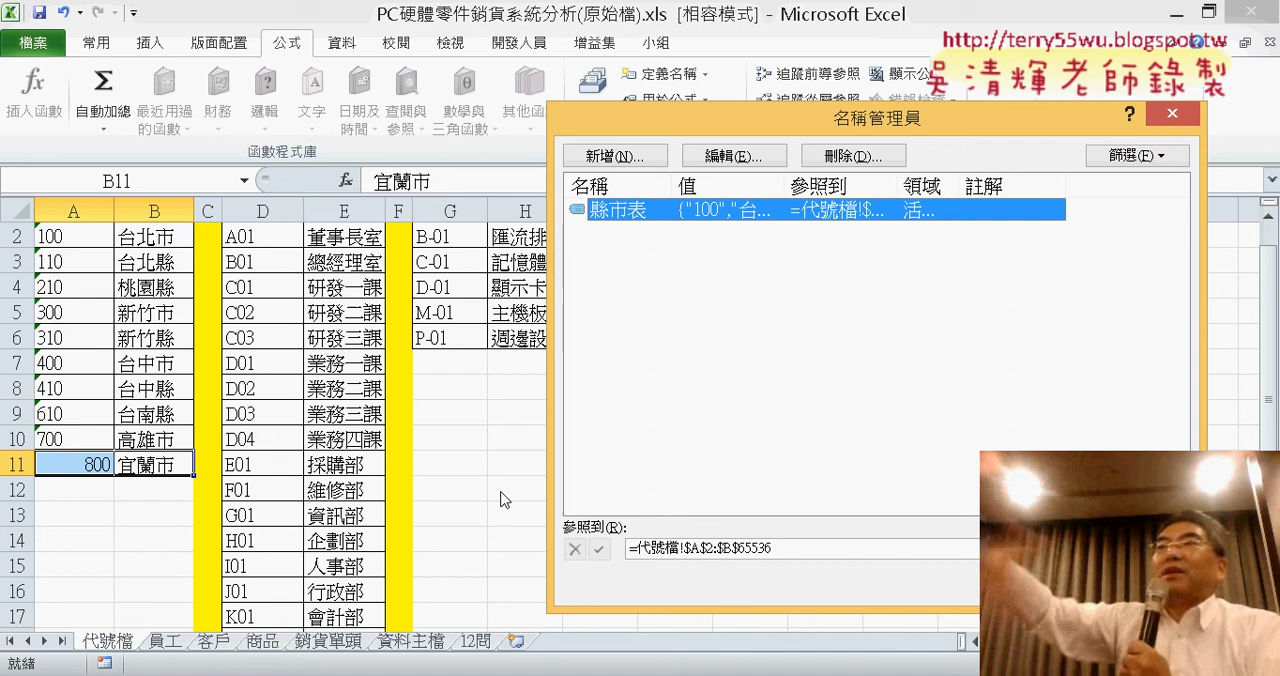 PC硬體零件銷貨系統分析(原始檔).xls [相容模式] - Microsoft Excel
檔案 常用 插入 版面配置 公式 資料 校閱 檢視 開發人員 增益集 小組
http://terry55wu.blogspot.tw
吳清輝老師錄製
插入函數 自動加總 最近用的函數 財務 邏輯 文字 日期及時間 查閱與參照 數學與三角函數 其他函
定義名稱 追蹤前導參照 顯示公
函數程式庫
名稱管理員
新增(N)... 編輯(E)... 刪除(D)... 篩選(F)
B11 fx 宜蘭市
名稱 值 參照到 領域 註解
縣市表 {"100","台... =代號檔!$... 活...
A B C D E F G H
2 100 台北市 A01 董事長室 B-01 匯流排
3 110 台北縣 B01 總經理室 C-01 記憶體
4 210 桃園縣 C01 研發一課 D-01 顯示卡
5 300 新竹市 C02 研發二課 M-01 主機板
6 310 新竹縣 C03 研發三課 P-01 週邊設
7 400 台中市 D01 業務一課
8 410 台中縣 D02 業務二課
9 610 台南縣 D03 業務三課
10 700 高雄市 D04 業務四課
11 800 宜蘭市 E01 採購部
12 F01 維修部
13 G01 資訊部
14 H01 企劃部
15 I01 人事部
16 J01 行政部
17 K01 會計部
參照到(R):
=代號檔!$A$2:$B$65536
代號檔 員工 客戶 商品 銷貨單頭 資料主檔 12問
就緒